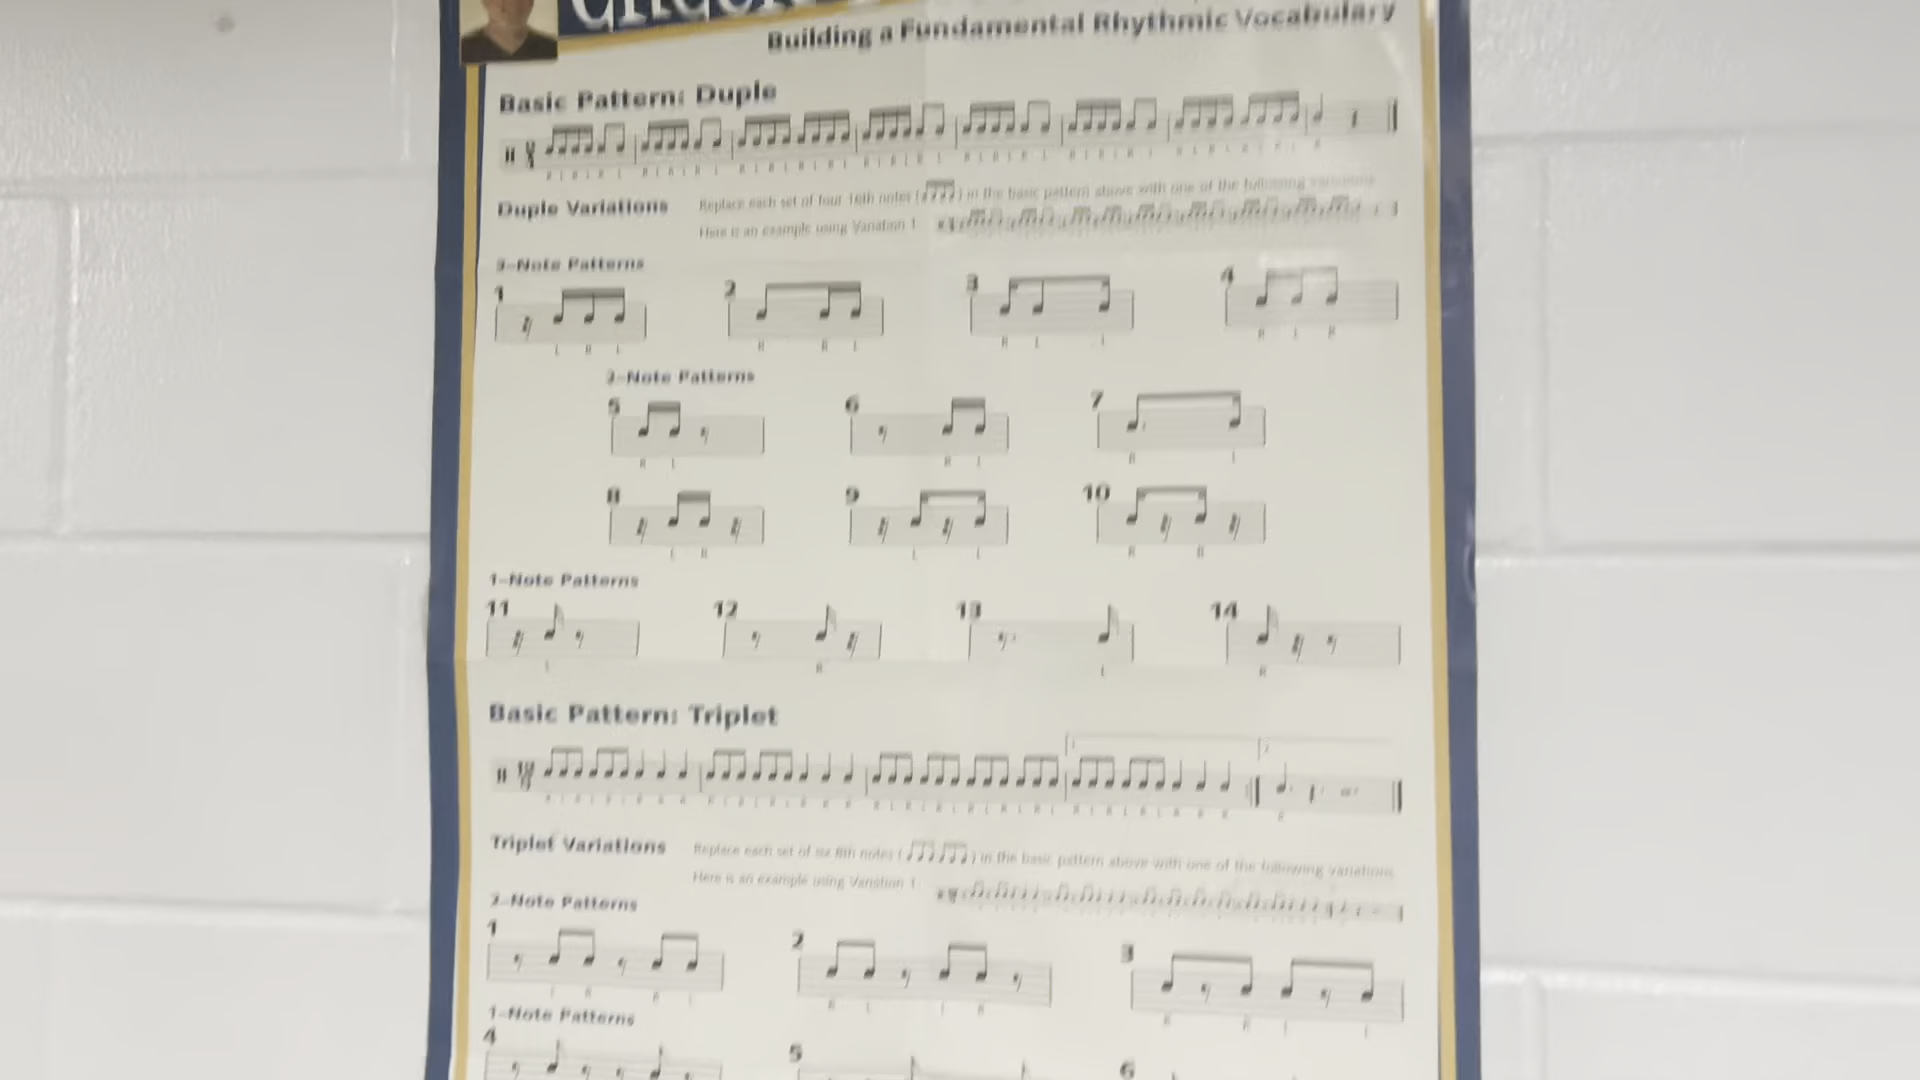 Building a Fundamental Rhythmic Vocabulary
Basic Pattern: Duple
Duple Variations
Replace each set of four 16th notes ( ) in the basic pattern above with one of the following variations
Here is an example using Variation 1
3-Note Patterns
1 2 3 4
L R L R R L R L L R L R
2-Note Patterns
5 6 7
R L R L R L
8 9 10
L R L L R R
1-Note Patterns
11 12 13 14
L R L R
Basic Pattern: Triplet
1 2
Triplet Variations
Replace each set of six 8th notes ( ) in the basic pattern above with one of the following variations
Here is an example using Variation 1
2-Note Patterns
1 2 3
L R R L R L L R R R L L
1-Note Patterns
4 5 6